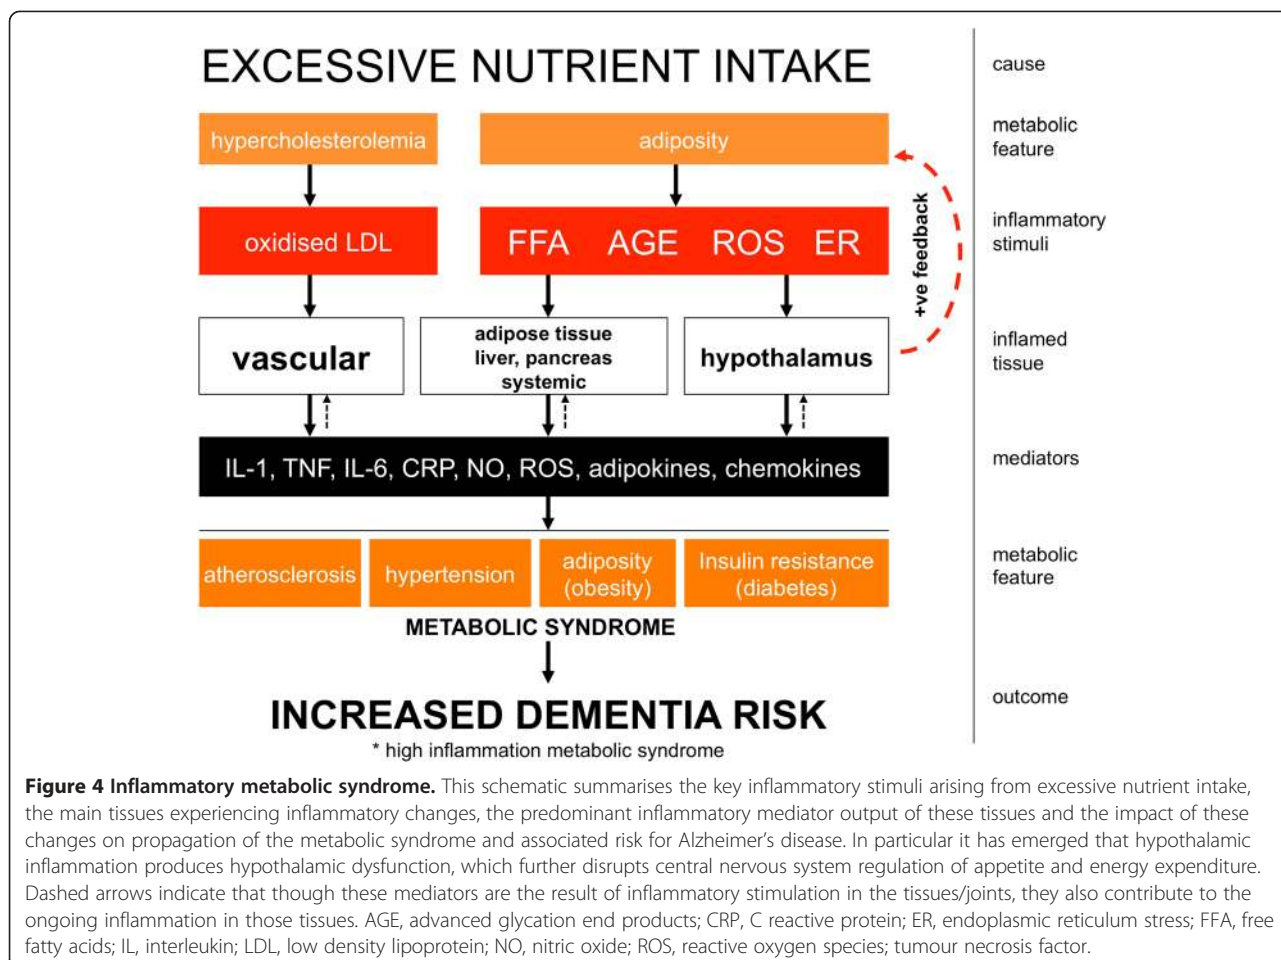 EXCESSIVE NUTRIENT INTAKE
cause
hypercholesterolemia
adiposity
metabolic
feature
oxidised LDL
FFA AGE ROS ER
+ve feedback
inflammatory
stimuli
vascular
adipose tissue
liver, pancreas
systemic
hypothalamus
inflamed
tissue
IL-1, TNF, IL-6, CRP, NO, ROS, adipokines, chemokines
mediators
atherosclerosis
hypertension
adiposity
(obesity)
Insulin resistance
(diabetes)
metabolic
feature
METABOLIC SYNDROME
INCREASED DEMENTIA RISK
outcome
* high inflammation metabolic syndrome
Figure 4 Inflammatory metabolic syndrome. This schematic summarises the key inflammatory stimuli arising from excessive nutrient intake,
the main tissues experiencing inflammatory changes, the predominant inflammatory mediator output of these tissues and the impact of these
changes on propagation of the metabolic syndrome and associated risk for Alzheimer's disease. In particular it has emerged that hypothalamic
inflammation produces hypothalamic dysfunction, which further disrupts central nervous system regulation of appetite and energy expenditure.
Dashed arrows indicate that though these mediators are the result of inflammatory stimulation in the tissues/joints, they also contribute to the
ongoing inflammation in those tissues. AGE, advanced glycation end products; CRP, C reactive protein; ER, endoplasmic reticulum stress; FFA, free
fatty acids; IL, interleukin; LDL, low density lipoprotein; NO, nitric oxide; ROS, reactive oxygen species; tumour necrosis factor.